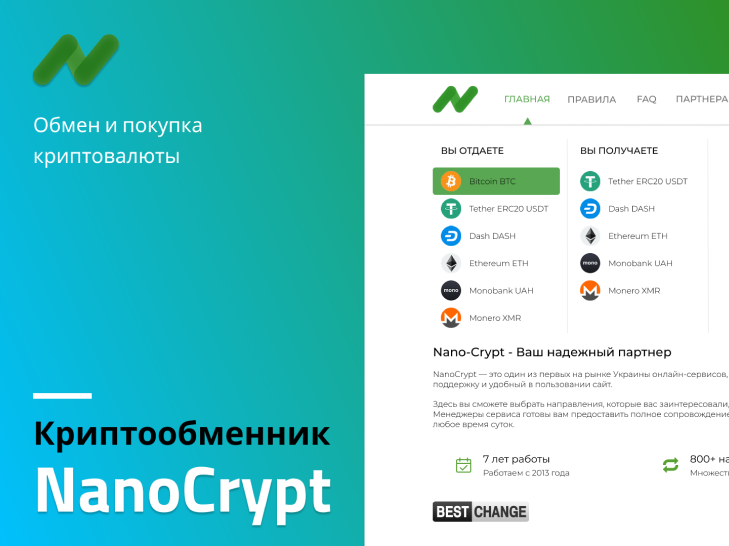 Обмен и покупка
криптовалюты
Криптообменник
NanoCrypt
ГЛАВНАЯ ПРАВИЛА FAQ ПАРТНЕРА
ВЫ ОТДАЕТЕ
Bitcoin BTC
Tether ERC20 USDT
Dash DASH
Ethereum ETH
mono Monobank UAH
Monero XMR
ВЫ ПОЛУЧАЕТЕ
Tether ERC20 USDT
Dash DASH
Ethereum ETH
mono Monobank UAH
Monero XMR
Nano-Crypt - Ваш надежный партнер
NanoCrypt — это один из первых на рынке Украины онлайн-сервисов,
поддержку и удобный в пользовании сайт.
Здесь вы сможете выбрать направления, которые вас заинтересовали,
Менеджеры сервиса готовы вам предоставить полное сопровождение
любое время суток.
7 лет работы
Работаем с 2013 года
800+ на
Множест
BESTCHANGE